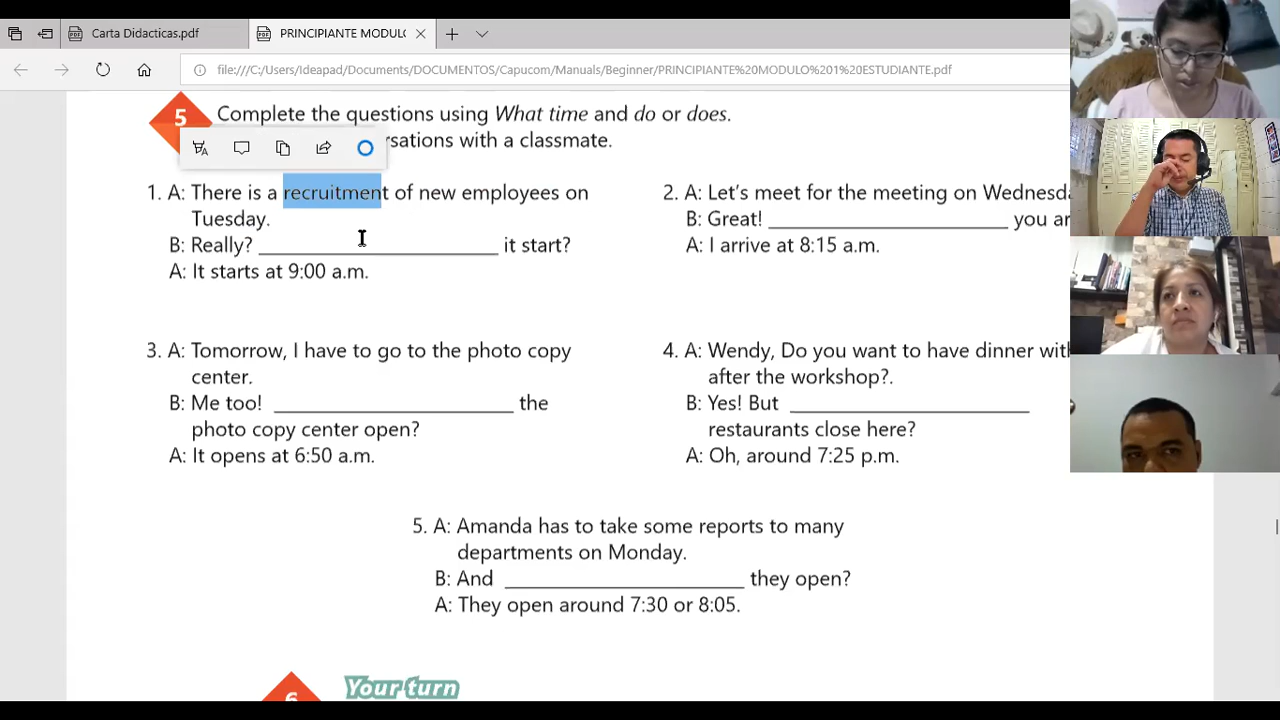 Carta Didacticas.pdf
PRINCIPIANTE MODULO
file:///C:/Users/Ideapad/Documents/DOCUMENTOS/Capucom/Manuals/Beginner/PRINCIPIANTE%20MODULO%201%20ESTUDIANTE.pdf
5 Complete the questions using What time and do or does.
with a classmate.
1. A: There is a recruitment of new employees on
Tuesday.
B: Really? ____ it start?
A: It starts at 9:00 a.m.
2. A: Let's meet for the meeting on
B: Great! ____ you
A: I arrive at 8:15 a.m.
3. A: Tomorrow, I have to go to the photo copy
center.
B: Me too! ____ the
photo copy center open?
A: It opens at 6:50 a.m.
4. A: Wendy, Do you want to have dinner
after the workshop?.
B: Yes! But ____
restaurants close here?
A: Oh, around 7:25 p.m.
5. A: Amanda has to take some reports to many
departments on Monday.
B: And ____ they open?
A: They open around 7:30 or 8:05.
6 Your turn